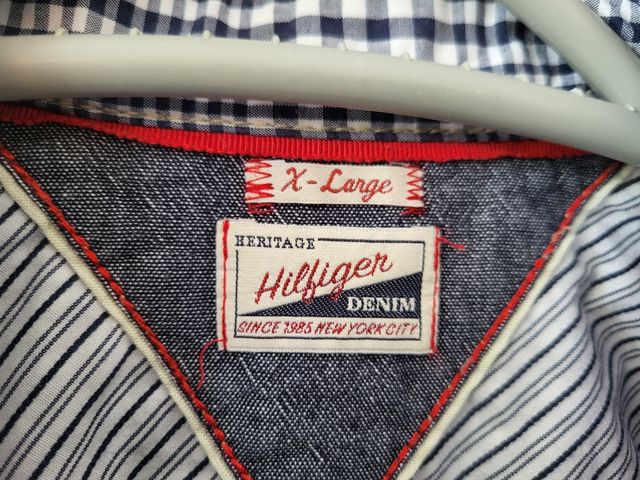 X-Large
HERITAGE
Hilfiger
DENIM
SINCE 1985 NEW YORK CITY